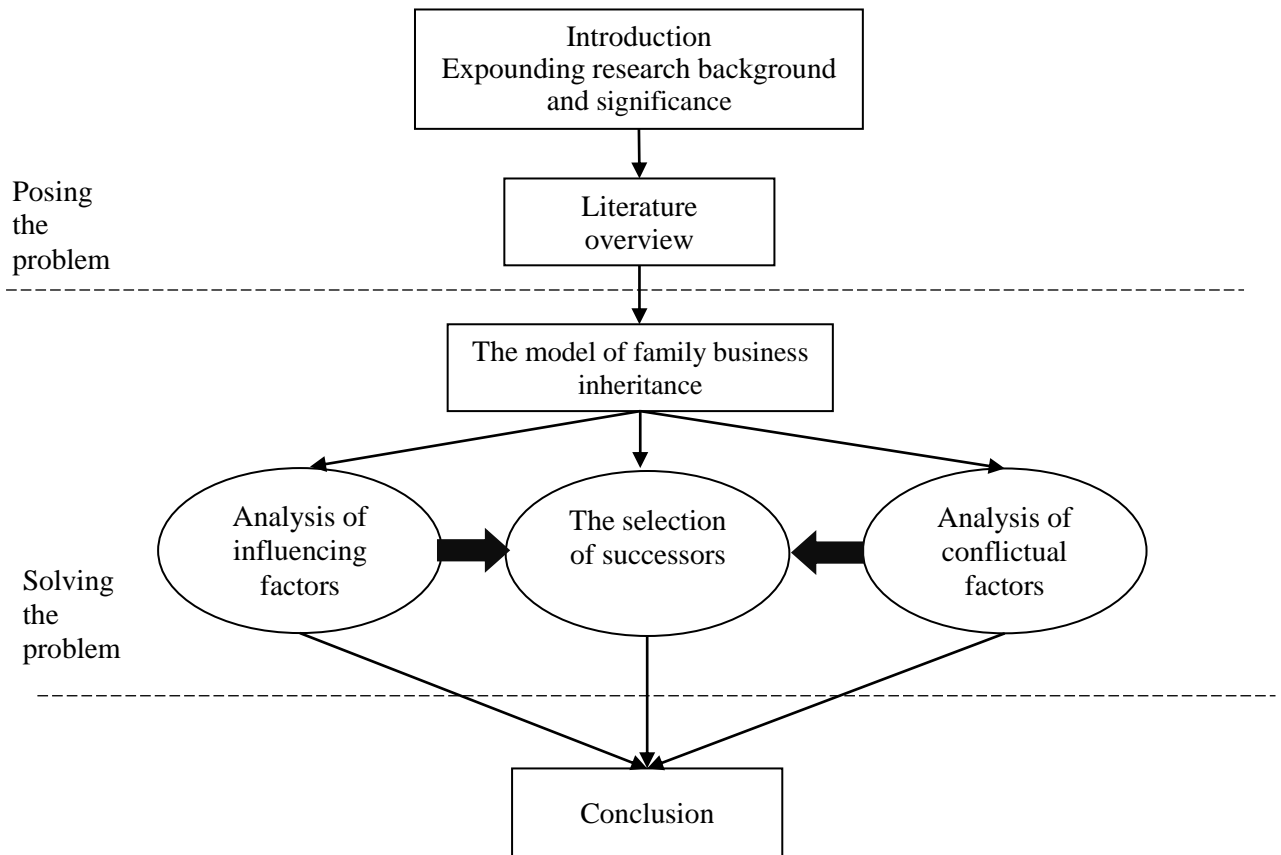 Introduction
Expounding research background
and significance
Posing
the
problem
Literature
overview
The model of family business
inheritance
Analysis of
influencing
factors
The selection
of successors
Analysis of
conflictual
factors
Solving
the
problem
Conclusion